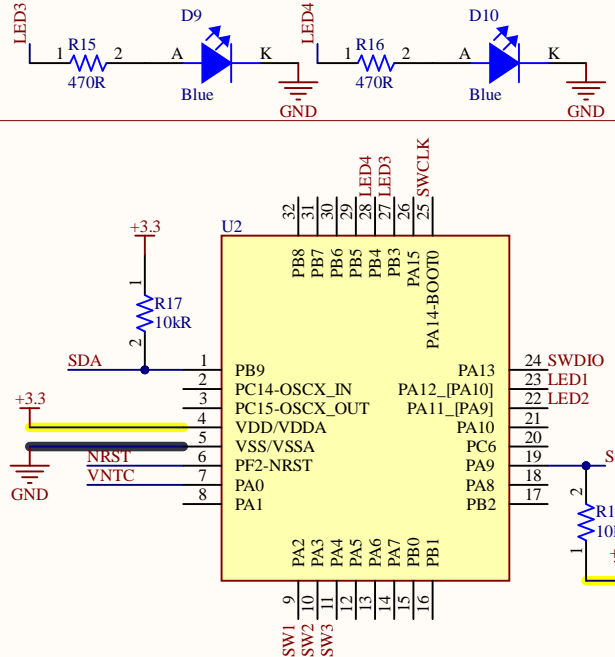 LED3
1
R15
2
470R
D9
A
K
Blue
GND
LED4
1
R16
2
470R
D10
A
K
Blue
GND
U2
32
31
30
29
28
27
26
25
LED4
LED3
SWCLK
PB8
PB7
PB6
PB5
PB4
PB3
PA15
PA14-BOOT0
+3.3
1
R17
10kR
2
SDA
1 PB9
2 PC14-OSCX_IN
3 PC15-OSCX_OUT
+3.3
4 VDD/VDDA
5 VSS/VSSA
GND
NRST 6 PF2-NRST
VNTC 7 PA0
8 PA1
PA13 24 SWDIO
PA12_[PA10] 23 LED1
PA11_[PA9] 22 LED2
PA10 21
PC6 20
PA9 19
PA8 18
PB2 17
2
1
PA2
PA3
PA4
PA5
PA6
PA7
PB0
PB1
9
10
11
12
13
14
15
16
SW1
SW2
SW3